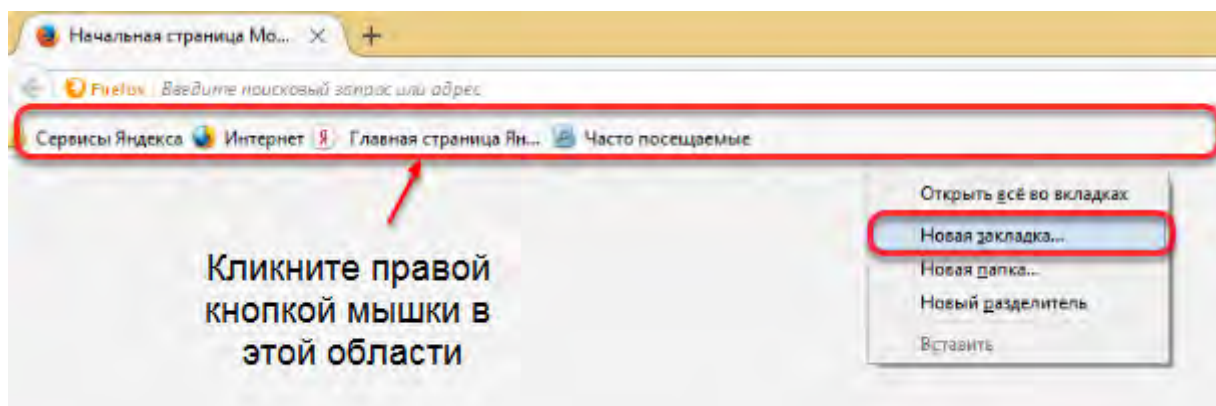 Начальная страница Mo...
Firefox Введите поисковый запрос или адрес
Сервисы Яндекса Интернет Я Главная страница Ян... Часто посещаемые
Открыть всё во вкладках
Новая закладка...
Новая папка...
Новый разделитель
Вставить
Кликните правой
кнопкой мышки в
этой области